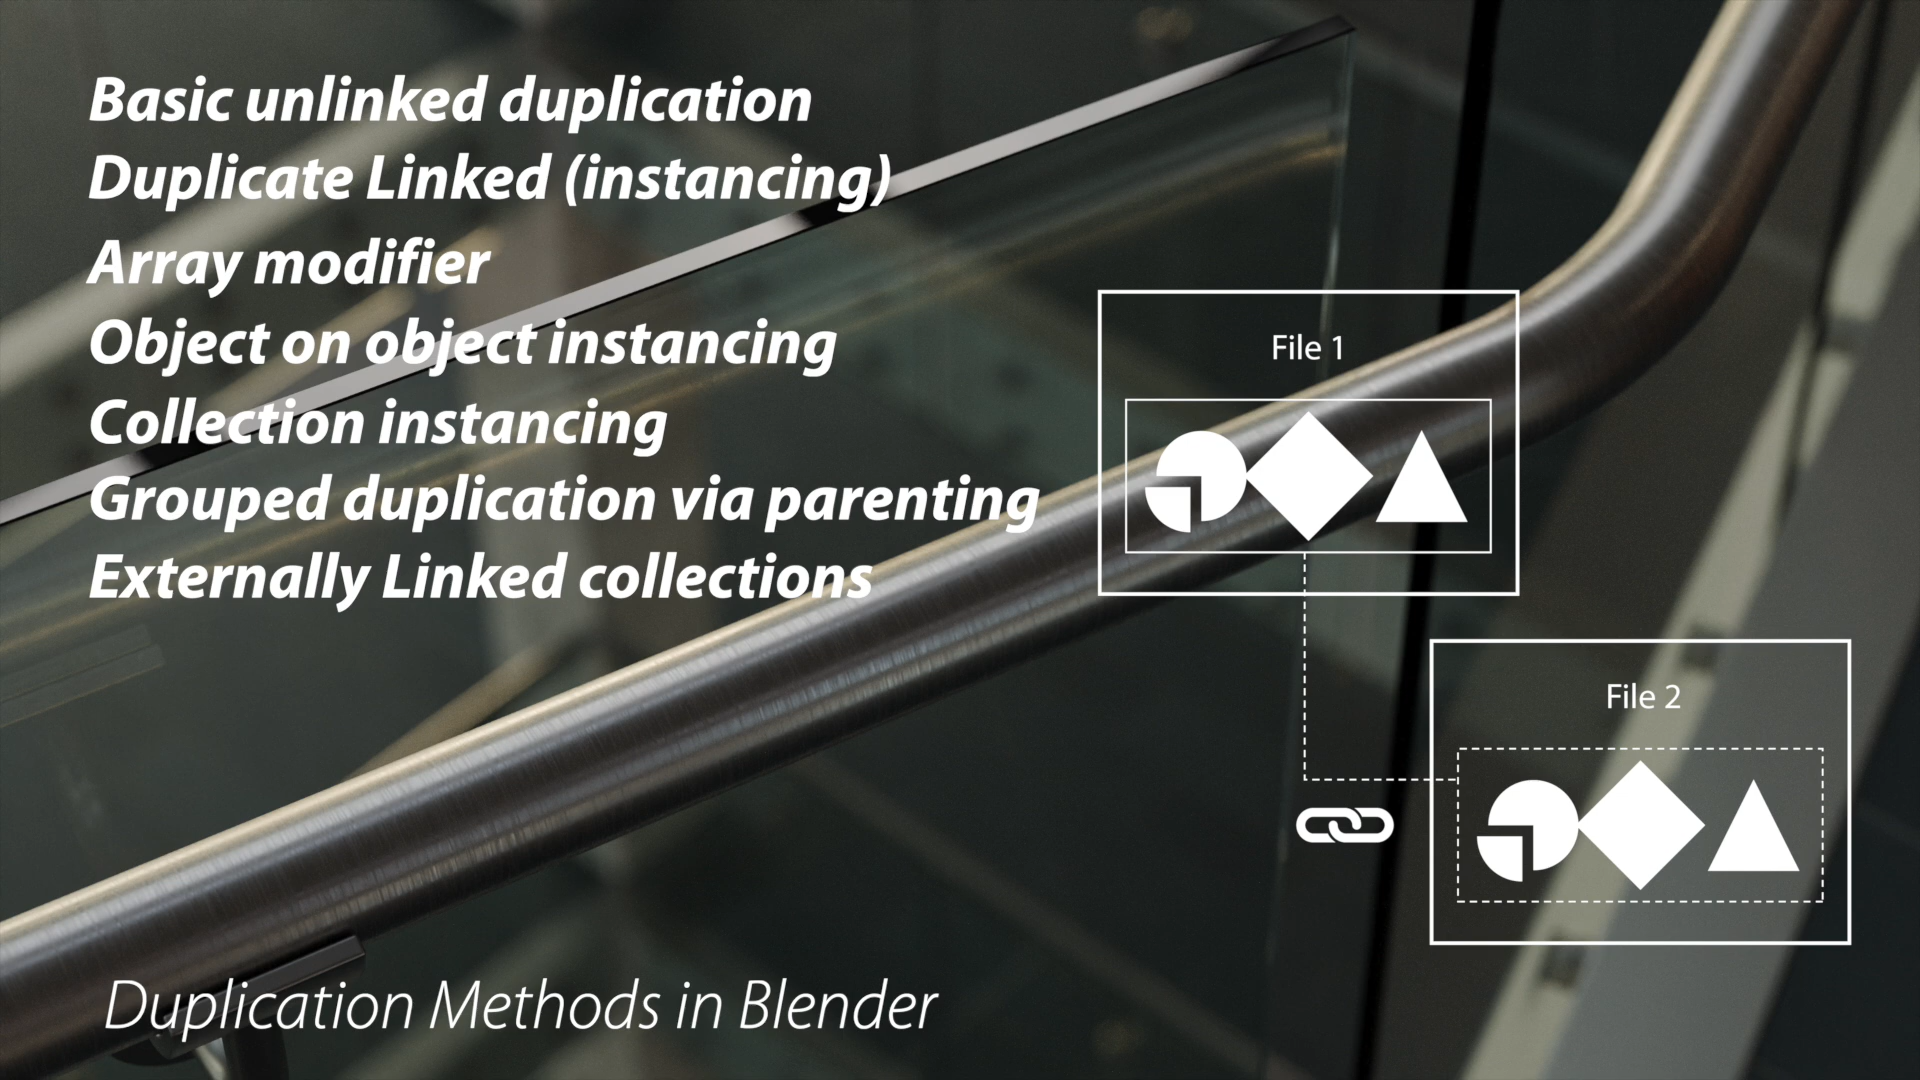 Basic unlinked duplication
Duplicate Linked (instancing)
Array modifier
Object on object instancing
Collection instancing
Grouped duplication via parenting
Externally Linked collections
File 1
File 2
Duplication Methods in Blender